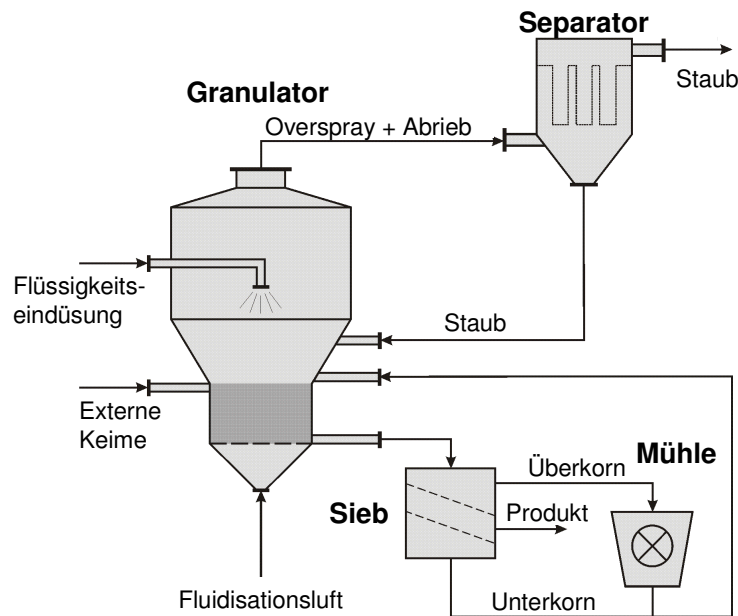 Separator
Staub
Granulator
Overspray + Abrieb
Flüssigkeits-
eindüsung
Staub
Externe
Keime
Mühle
Überkorn
Sieb
Produkt
Fluidisationsluft
Unterkorn